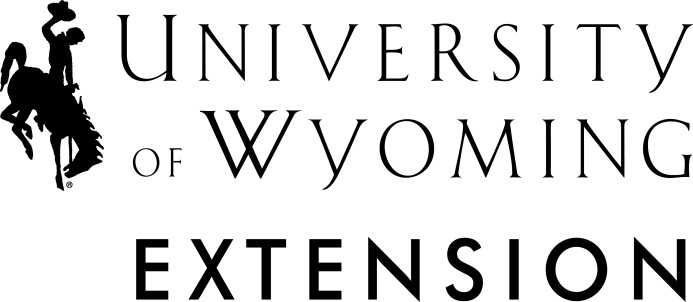 UNIVERSITY
OF WYOMING
®
EXTENSION